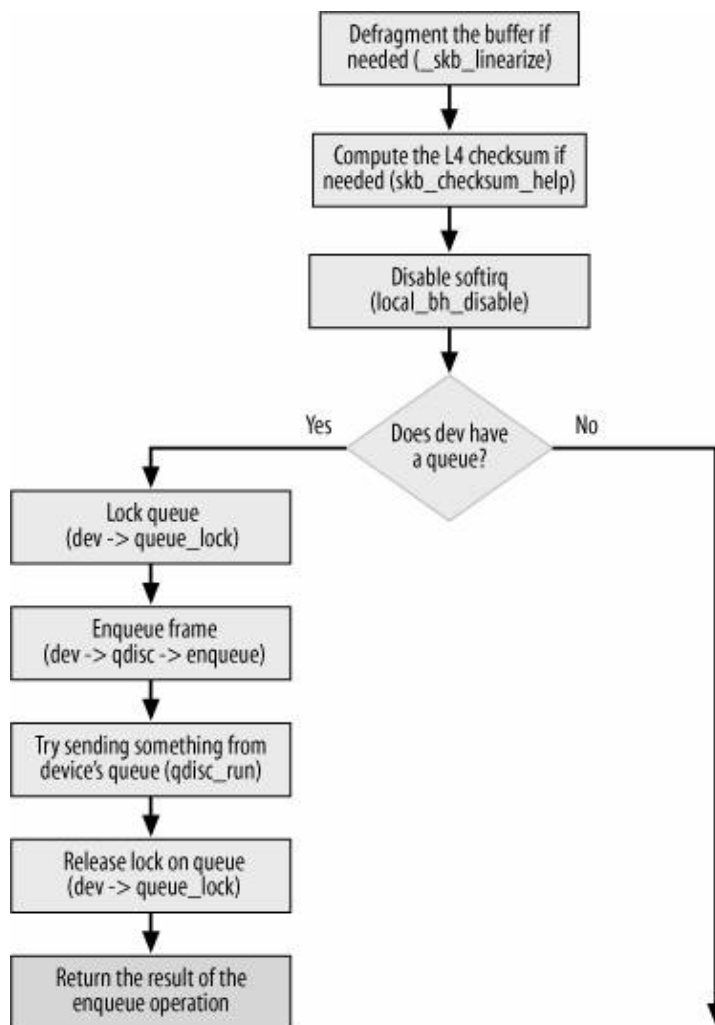 Defragment the buffer if
needed (_skb_linearize)
Compute the L4 checksum if
needed (skb_checksum_help)
Disable softirq
(local_bh_disable)
Does dev have
a queue?
Yes
No
Lock queue
(dev -> queue_lock)
Enqueue frame
(dev -> qdisc -> enqueue)
Try sending something from
device's queue (qdisc_run)
Release lock on queue
(dev -> queue_lock)
Return the result of the
enqueue operation